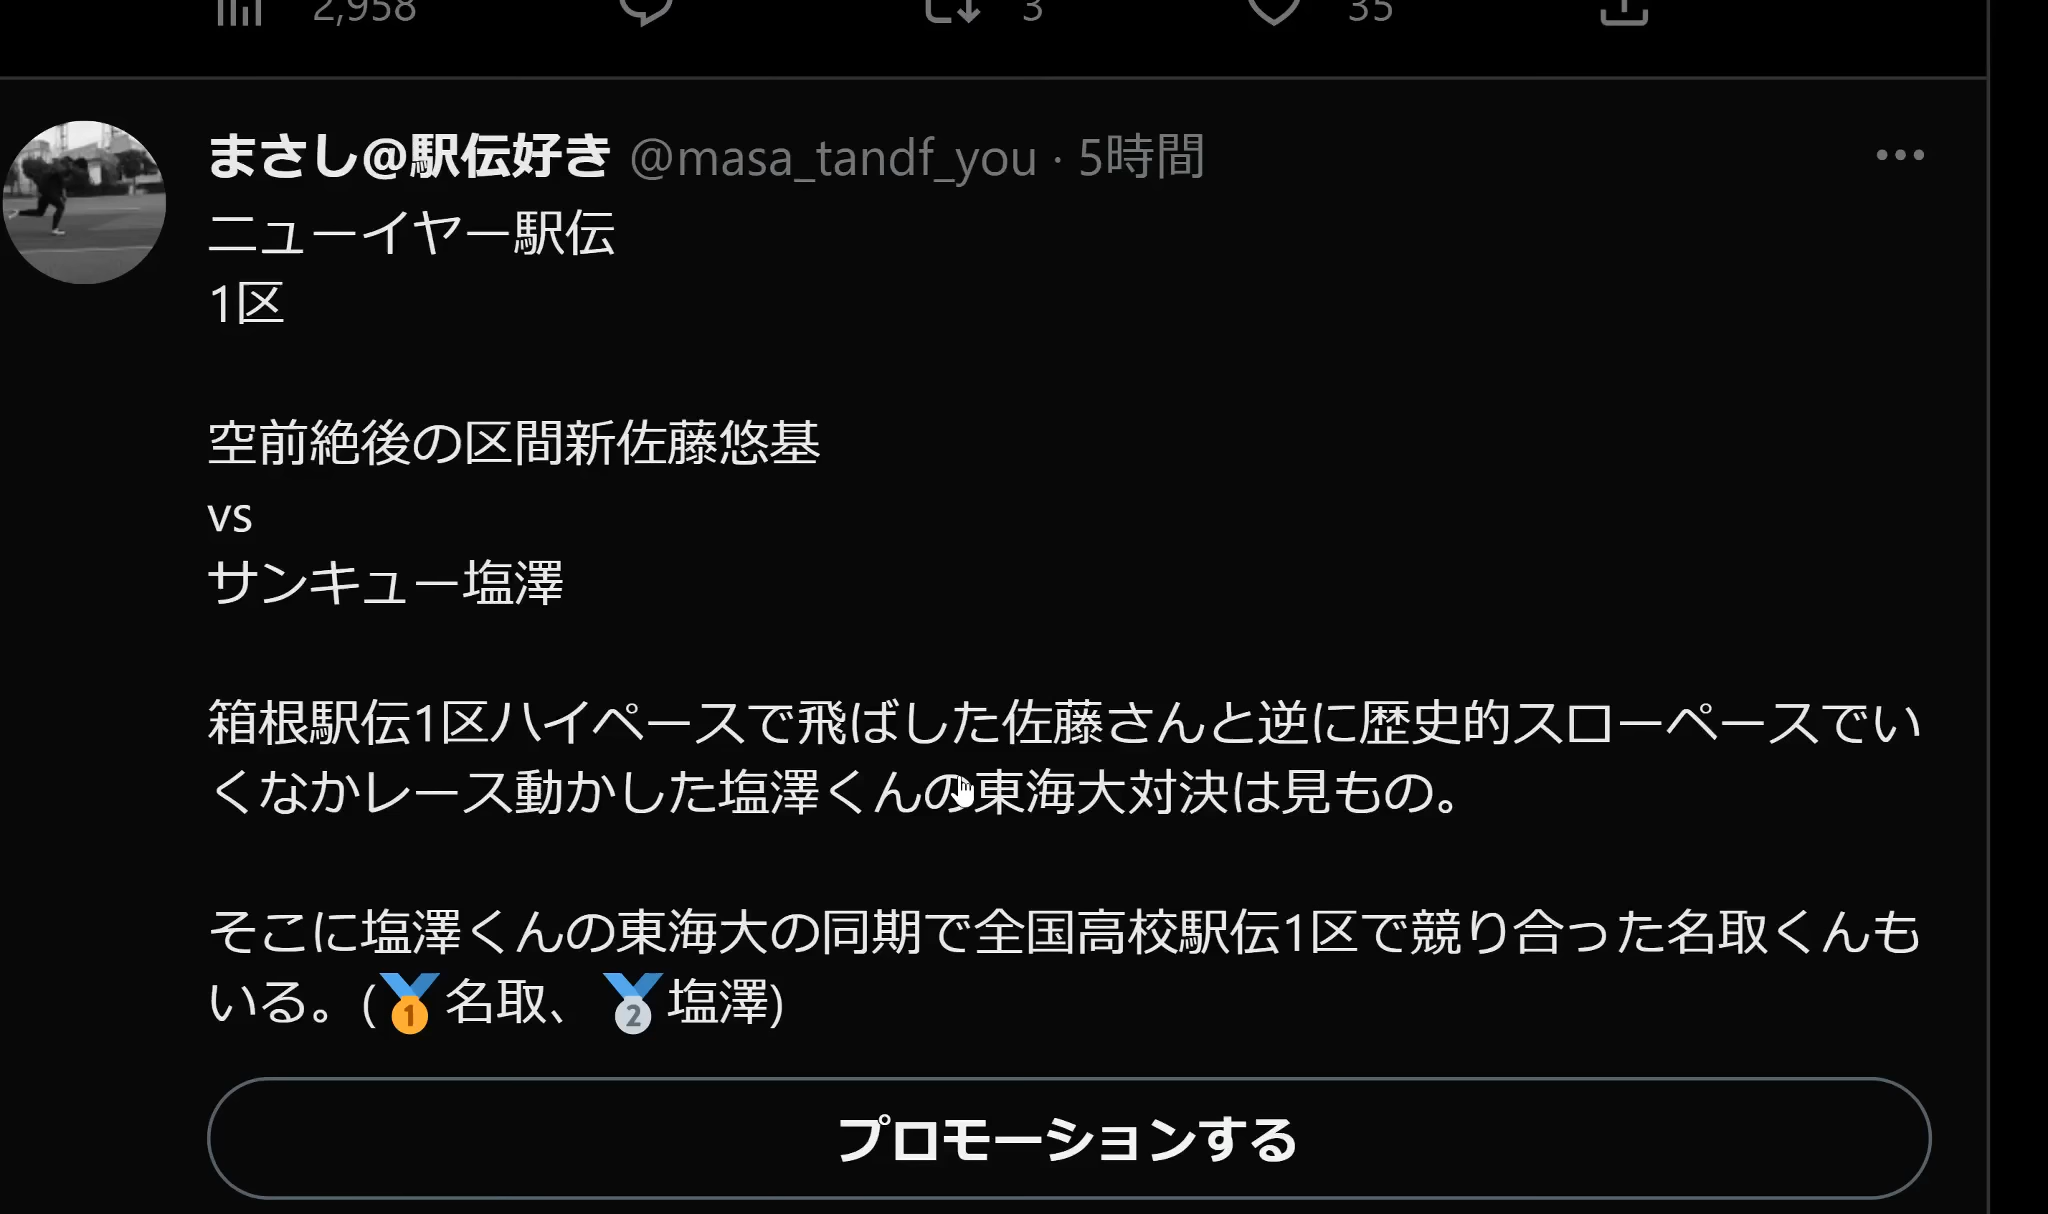 2,958 3 35
まさし@駅伝好き @masa_tandf_you · 5時間
ニューイヤー駅伝
1区
空前絶後の区間新佐藤悠基
vs
サンキュー塩澤
箱根駅伝1区ハイペースで飛ばした佐藤さんと逆に歴史的スローペースでい
くなかレース動かした塩澤くんの東海大対決は見もの。
そこに塩澤くんの東海大の同期で全国高校駅伝1区で競り合った名取くんも
いる。(🥇名取、🥈塩澤)
プロモーションする